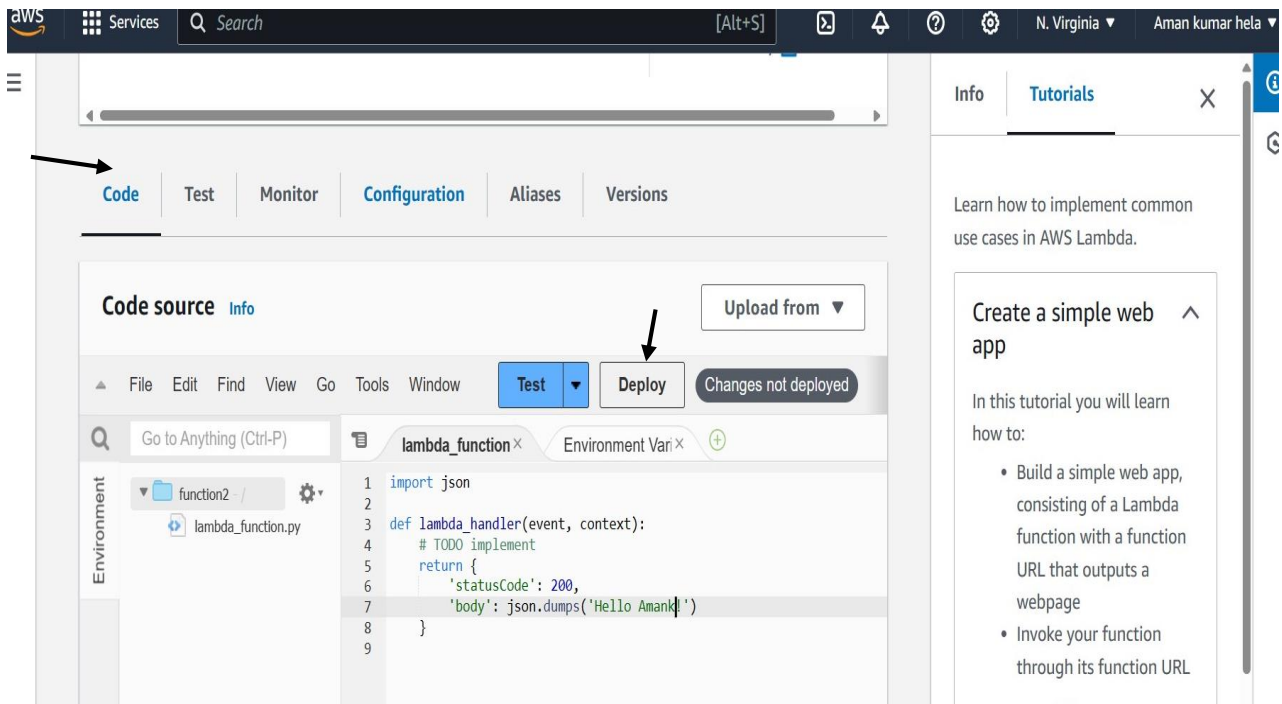 aws Services Search [Alt+S] N. Virginia ▼ Aman kumar hela ▼
Info Tutorials
Code Test Monitor Configuration Aliases Versions
Learn how to implement common
use cases in AWS Lambda.
Code source Info Upload from ▼
Create a simple web
app
File Edit Find View Go Tools Window Test Deploy Changes not deployed
In this tutorial you will learn
how to:
Go to Anything (Ctrl-P) lambda_function × Environment Vari ×
Environment
function2 - /
lambda_function.py
1 import json
2
3 def lambda_handler(event, context):
4     # TODO implement
5     return {
6         'statusCode': 200,
7         'body': json.dumps('Hello Amank!')
8     }
9
• Build a simple web app,
consisting of a Lambda
function with a function
URL that outputs a
webpage
• Invoke your function
through its function URL